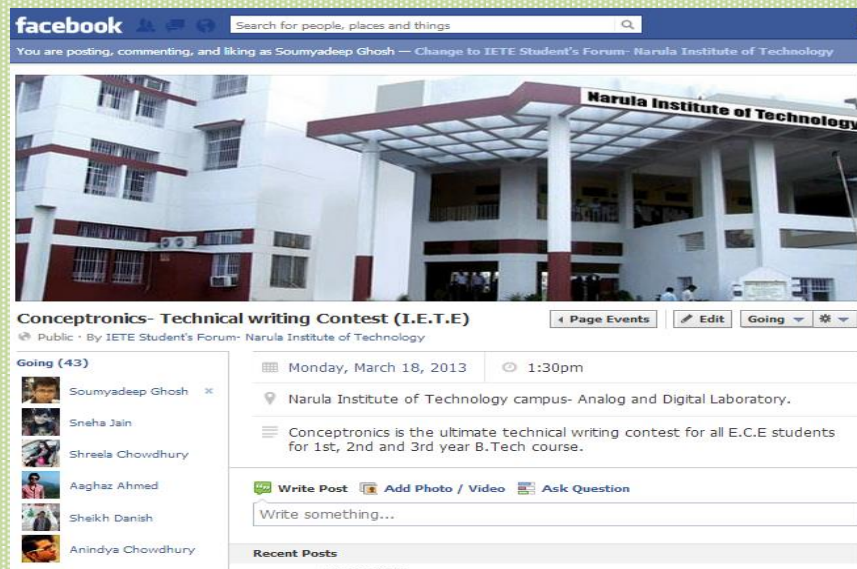 facebook
Search for people, places and things
You are posting, commenting, and liking as Soumyadeep Ghosh — Change to IETE Student's Forum- Narula Institute of Technology
Narula Institute of Technology
Conceptronics- Technical writing Contest (I.E.T.E)
Page Events
Edit
Going
Public · By IETE Student's Forum- Narula Institute of Technology
Going (43)
Soumyadeep Ghosh ×
Sneha Jain
Shreela Chowdhury
Aaghaz Ahmed
Sheikh Danish
Anindya Chowdhury
Monday, March 18, 2013
1:30pm
Narula Institute of Technology campus- Analog and Digital Laboratory.
Conceptronics is the ultimate technical writing contest for all E.C.E students
for 1st, 2nd and 3rd year B.Tech course.
Write Post
Add Photo / Video
Ask Question
Write something...
Recent Posts